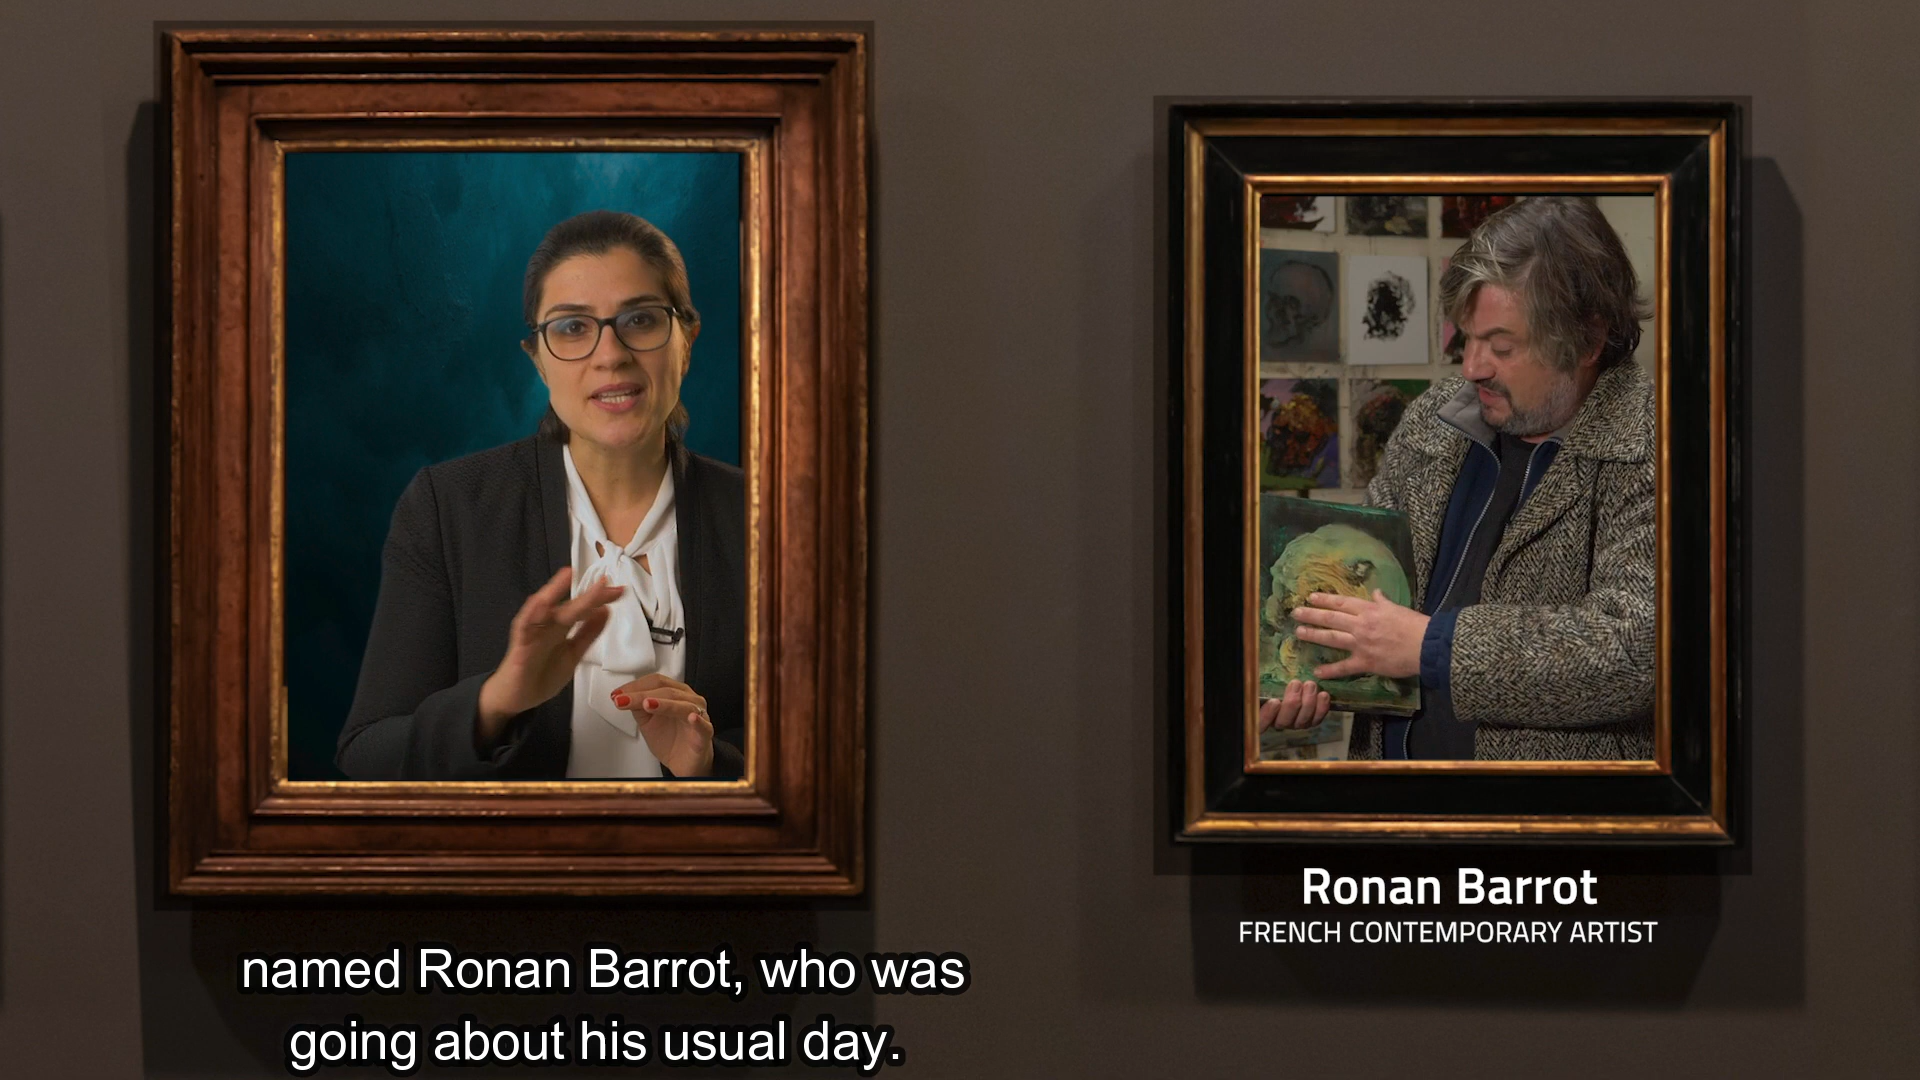 Ronan Barrot
FRENCH CONTEMPORARY ARTIST
named Ronan Barrot, who was
going about his usual day.